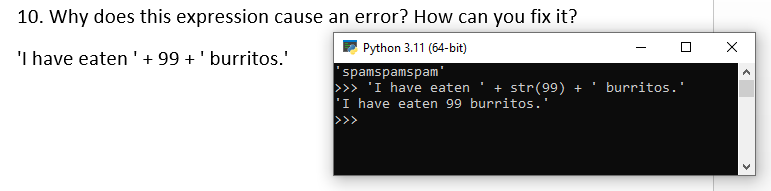 10. Why does this expression cause an error? How can you fix it?
'I have eaten ' + 99 + ' burritos.'
Python 3.11 (64-bit)
'spamspamspam'
>>> 'I have eaten ' + str(99) + ' burritos.'
'I have eaten 99 burritos.'
>>>